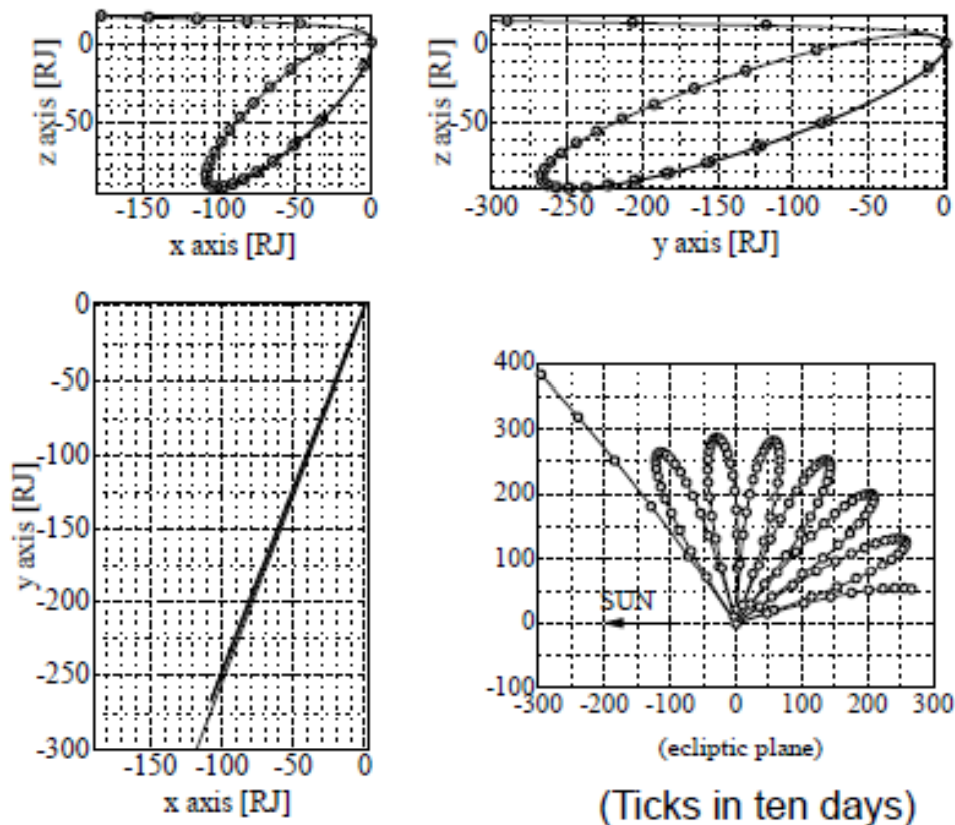 z axis [RJ]
0
-50
-150 -100 -50 0
x axis [RJ]
z axis [RJ]
0
-50
-300 -250 -200 -150 -100 -50 0
y axis [RJ]
y axis [RJ]
0
-50
-100
-150
-200
-250
-300
-150 -100 -50 0
x axis [RJ]
400
300
200
100
0
-100
SUN
-300 -200 -100 0 100 200 300
(ecliptic plane)
(Ticks in ten days)